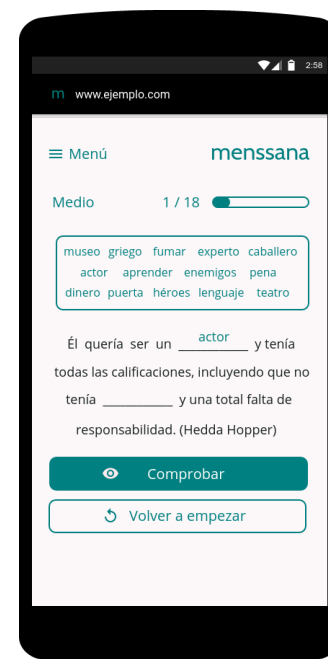 2:58
m www.ejemplo.com
Menú menssana
Medio 1 / 18
museo griego fumar experto caballero
actor aprender enemigos pena
dinero puerta héroes lenguaje teatro
Él quería ser un actor y tenía
todas las calificaciones, incluyendo que no
tenía ___________ y una total falta de
responsabilidad. (Hedda Hopper)
Comprobar
Volver a empezar